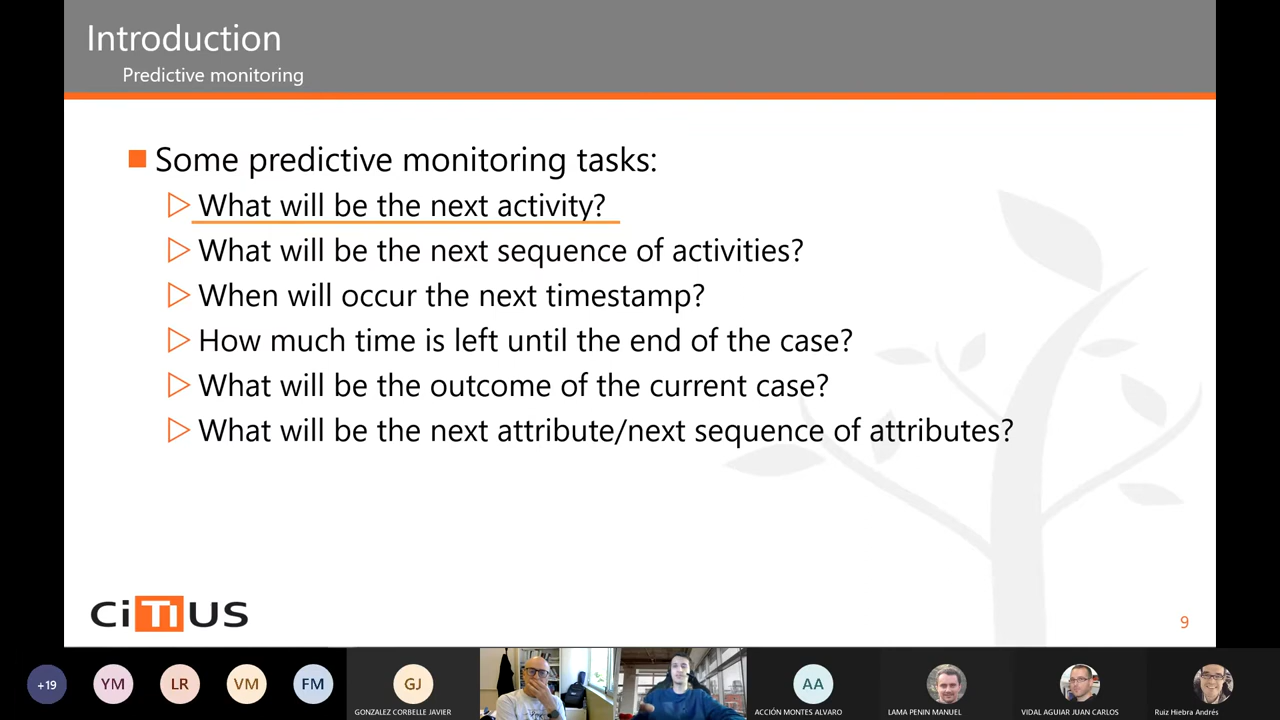 Introduction
Predictive monitoring
Some predictive monitoring tasks:
What will be the next activity?
What will be the next sequence of activities?
When will occur the next timestamp?
How much time is left until the end of the case?
What will be the outcome of the current case?
What will be the next attribute/next sequence of attributes?
CiTIUS
9
+19
YM
LR
VM
FM
GJ
AA
GONZALEZ CORBELLE JAVIER
ACCIÓN MONTES ALVARO
LAMA PENIN MANUEL
VIDAL AGUIAR JUAN CARLOS
Ruiz Hiebra Andrés